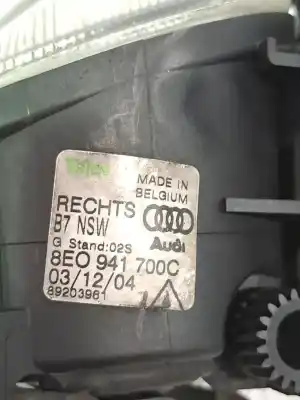 Valeo
MADE IN
BELGIUM
RECHTS
B7 NSW
Audi
G Stand:02S
8E0 941 700C
03/12/04
89203961